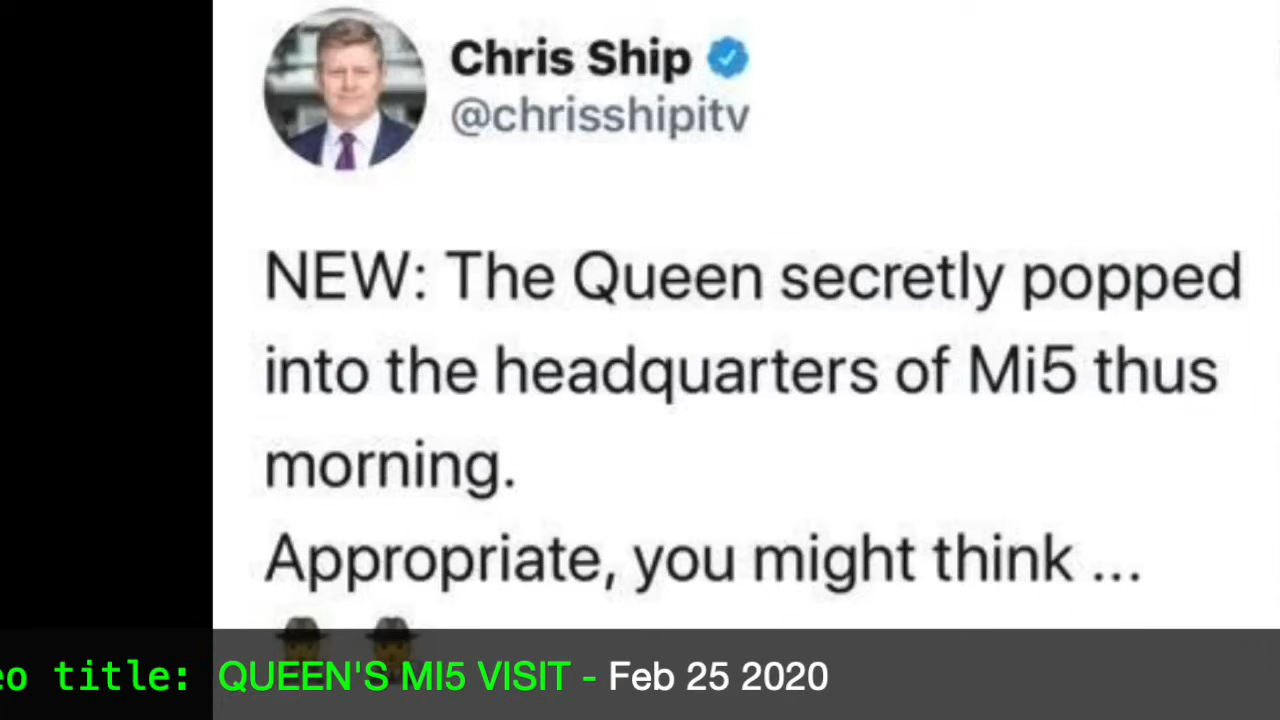 Chris Ship
@chrisshipitv
NEW: The Queen secretly popped
into the headquarters of Mi5 thus
morning.
Appropriate, you might think ...
eo title: QUEEN'S MI5 VISIT - Feb 25 2020